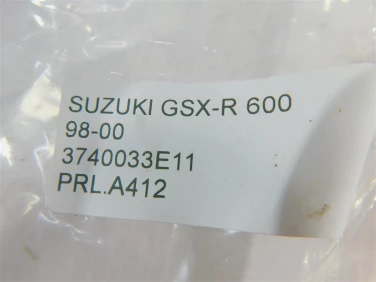 SUZUKI GSX-R 600
98-00
3740033E11
PRL.A412